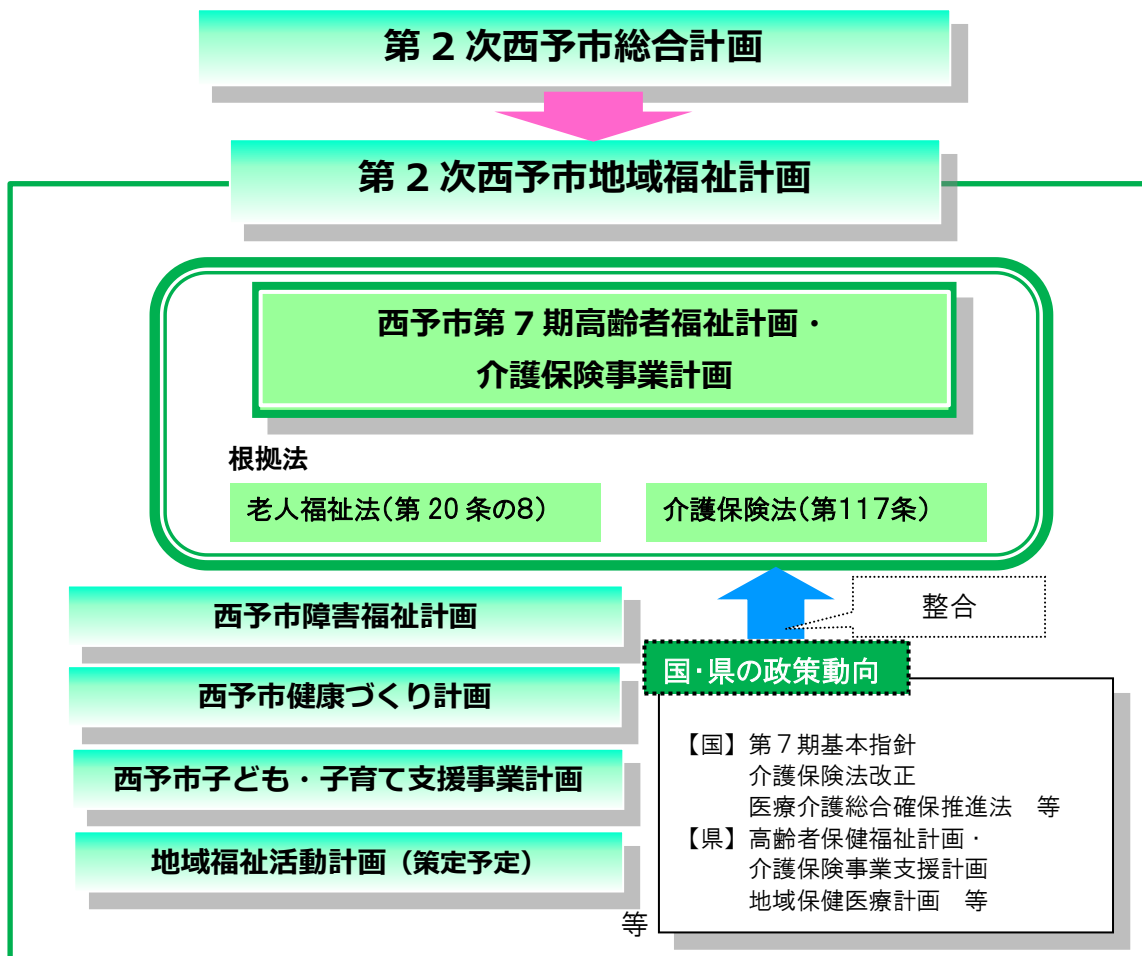 第2次西予市総合計画
第2次西予市地域福祉計画
西予市第7期高齢者福祉計画・
介護保険事業計画
根拠法
老人福祉法(第20条の8)
介護保険法(第117条)
整合
西予市障害福祉計画
西予市健康づくり計画
西予市子ども・子育て支援事業計画
地域福祉活動計画(策定予定)
等
国・県の政策動向
【国】第7期基本指針
介護保険法改正
医療介護総合確保推進法 等
【県】高齢者保健福祉計画・
介護保険事業支援計画
地域保健医療計画 等